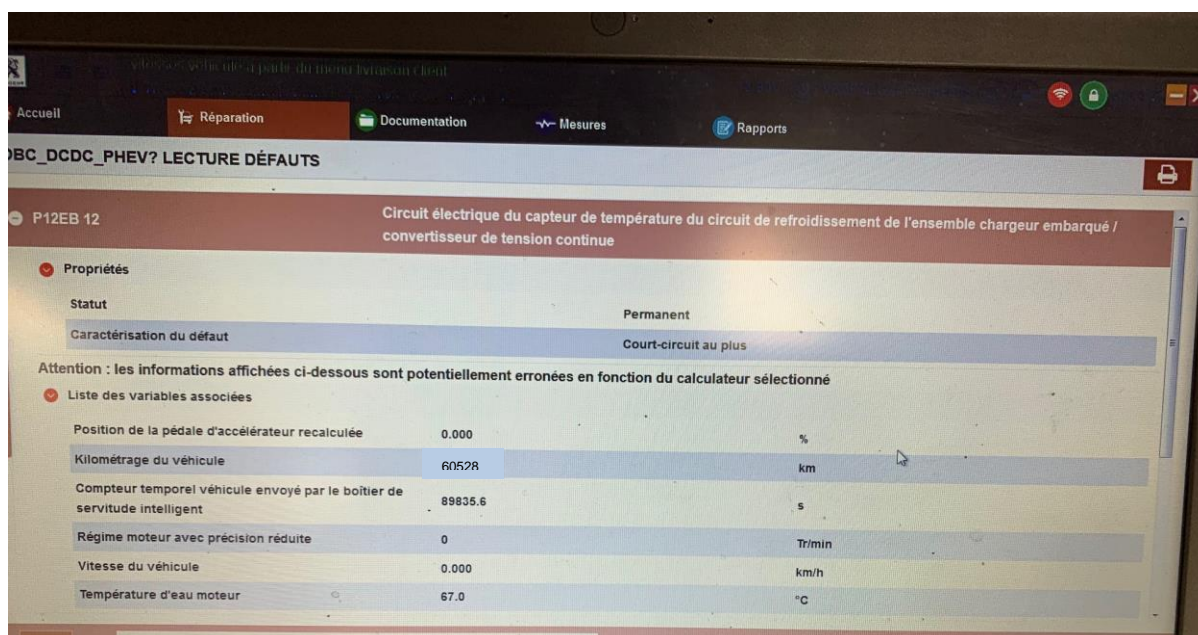 Accueil
Réparation
Documentation
Mesures
Rapports
OBC_DCDC_PHEV? LECTURE DÉFAUTS
P12EB 12
Circuit électrique du capteur de température du circuit de refroidissement de l'ensemble chargeur embarqué /
convertisseur de tension continue
Propriétés
Statut
Permanent
Caractérisation du défaut
Court-circuit au plus
Attention : les informations affichées ci-dessous sont potentiellement erronées en fonction du calculateur sélectionné
Liste des variables associées
Position de la pédale d'accélérateur recalculée 0.000 %
Kilométrage du véhicule 60528 km
Compteur temporel véhicule envoyé par le boîtier de
servitude intelligent 89835.6 s
Régime moteur avec précision réduite 0 Tr/min
Vitesse du véhicule 0.000 km/h
Température d'eau moteur 67.0 °C